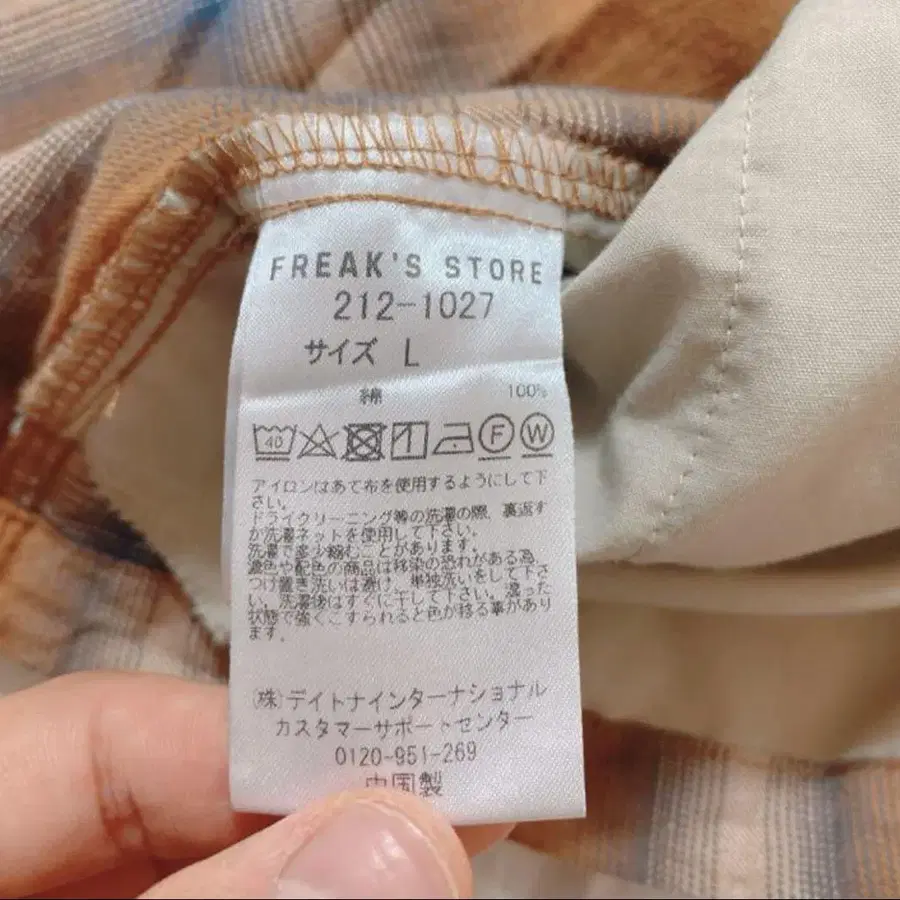 FREAK'S STORE
212-1027
サイズ L
綿 100%
40 F W
アイロンはあて布を使用するようにして下
さい。
ドライクリーニング等の洗濯の際、裏返す
か洗濯ネットを使用して下さい。
洗濯で多少縮むことがあります。
濃色や配色の商品は移染の恐れがある為、
つけ置き洗いは避け、単独洗いをして下さ
い。洗濯後はすぐに干して下さい。湿った
状態で強くこすられると色が移る事があり
ます。
(株)デイトナインターナショナル
カスタマーサポートセンター
0120-951-269
中国製